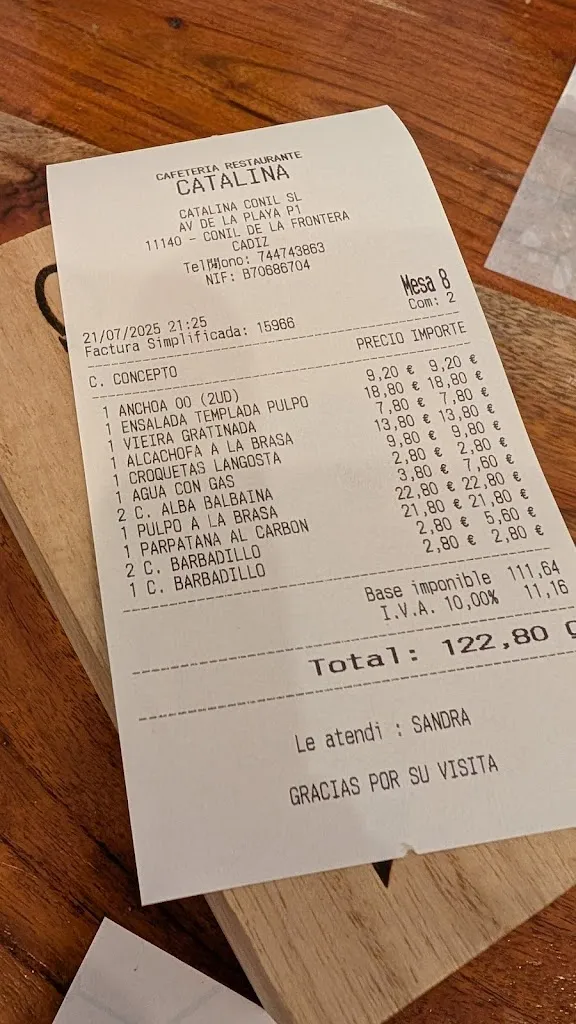 CAFETERIA RESTAURANTE
CATALINA
CATALINA CONIL SL
AV DE LA PLAYA P1
11140 - CONIL DE LA FRONTERA
CADIZ
744743863
NIF: B70686704
Mesa 8
Com: 2
21/07/2025 21:25
Factura Simplificada: 15966
C. CONCEPTO PRECIO IMPORTE
1 ANCHOA 00 (2UD) 9,20 € 9,20 €
1 ENSALADA TEMPLADA PULPO 18,80 € 18,80 €
1 VIEIRA GRATINADA 7,80 € 7,80 €
1 ALCACHOFA A LA BRASA 13,80 € 13,80 €
1 CROQUETAS LANGOSTA 9,80 € 9,80 €
1 AGUA CON GAS 2,80 € 2,80 €
2 C. ALBA BALBAINA 3,80 € 7,60 €
1 PULPO A LA BRASA 22,80 € 22,80 €
1 PARPATANA AL CARBON 21,80 € 21,80 €
2 C. BARBADILLO 2,80 € 5,60 €
1 C. BARBADILLO 2,80 € 2,80 €
Base imponible 111,64
I.V.A. 10,00% 11,16
Total: 122,80
Le atendi : SANDRA
GRACIAS POR SU VISITA